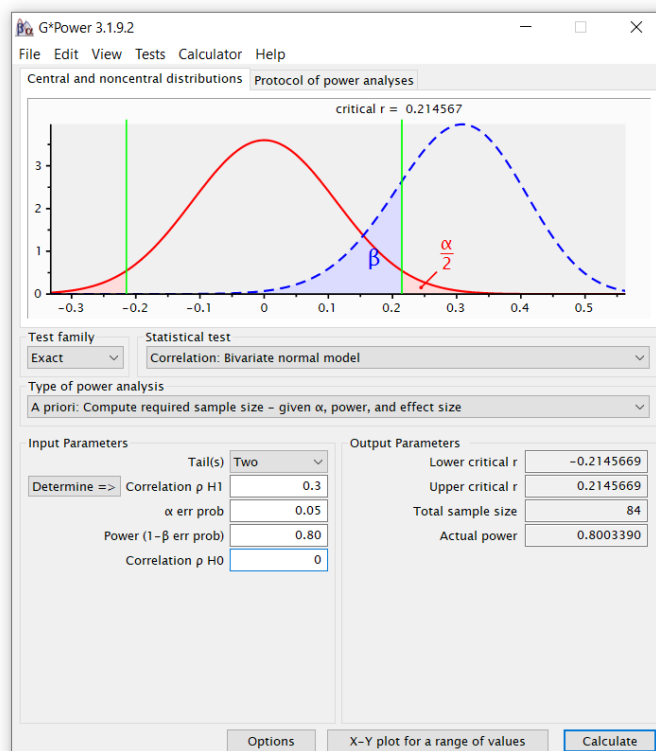 G*Power 3.1.9.2
File Edit View Tests Calculator Help
Central and noncentral distributions Protocol of power analyses
critical r = 0.214567
3
2
1
0
β
α
2
-0.3 -0.2 -0.1 0 0.1 0.2 0.3 0.4 0.5
Test family Statistical test
Exact Correlation: Bivariate normal model
Type of power analysis
A priori: Compute required sample size - given α, power, and effect size
Input Parameters Output Parameters
Tail(s) Two Lower critical r -0.2145669
Determine => Correlation ρ H1 0.3 Upper critical r 0.2145669
α err prob 0.05 Total sample size 84
Power (1-β err prob) 0.80 Actual power 0.8003390
Correlation ρ H0 0
Options X-Y plot for a range of values Calculate